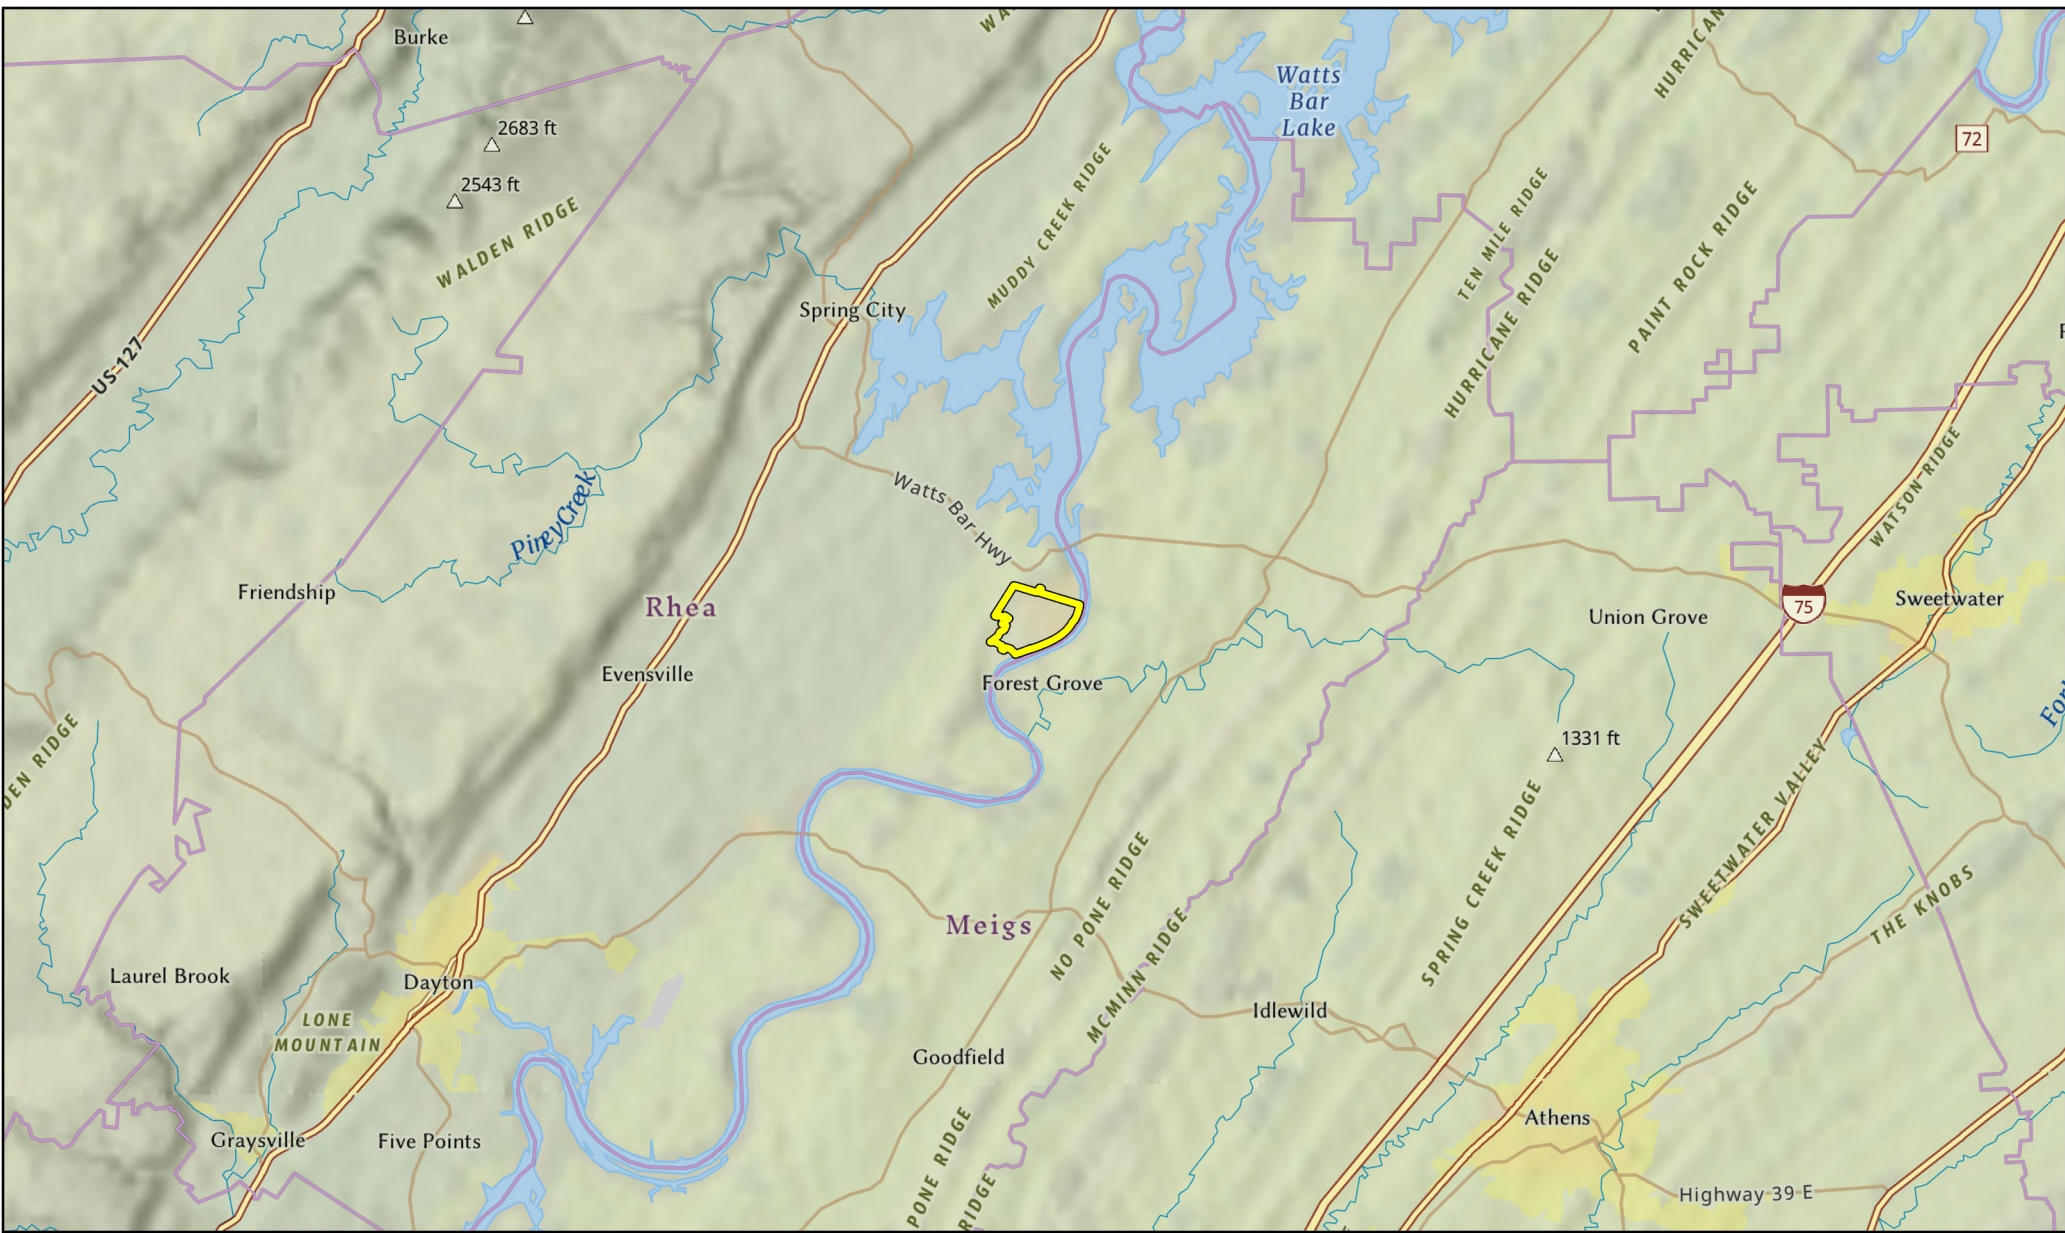 Burke
WA
HURRICAN
Watts
Bar
Lake
2683 ft
72
2543 ft
WALDEN RIDGE
MUDDY CREEK RIDGE
TEN MILE RIDGE
PAINT ROCK RIDGE
HURRICANE RIDGE
Spring City
US-127
Watts Bar Hwy
WATSON RIDGE
Piney Creek
Friendship
Rhea
75
Sweetwater
Union Grove
Evensville
Forest Grove
DEN RIDGE
For
1331 ft
SWEETWATER VALLEY
SPRING CREEK RIDGE
NO PONE RIDGE
THE KNOBS
Meigs
MCMINN RIDGE
Laurel Brook
Dayton
LONE
MOUNTAIN
Idlewild
Goodfield
Graysville
Five Points
Athens
PONE RIDGE
RIDGE
Highway 39 E